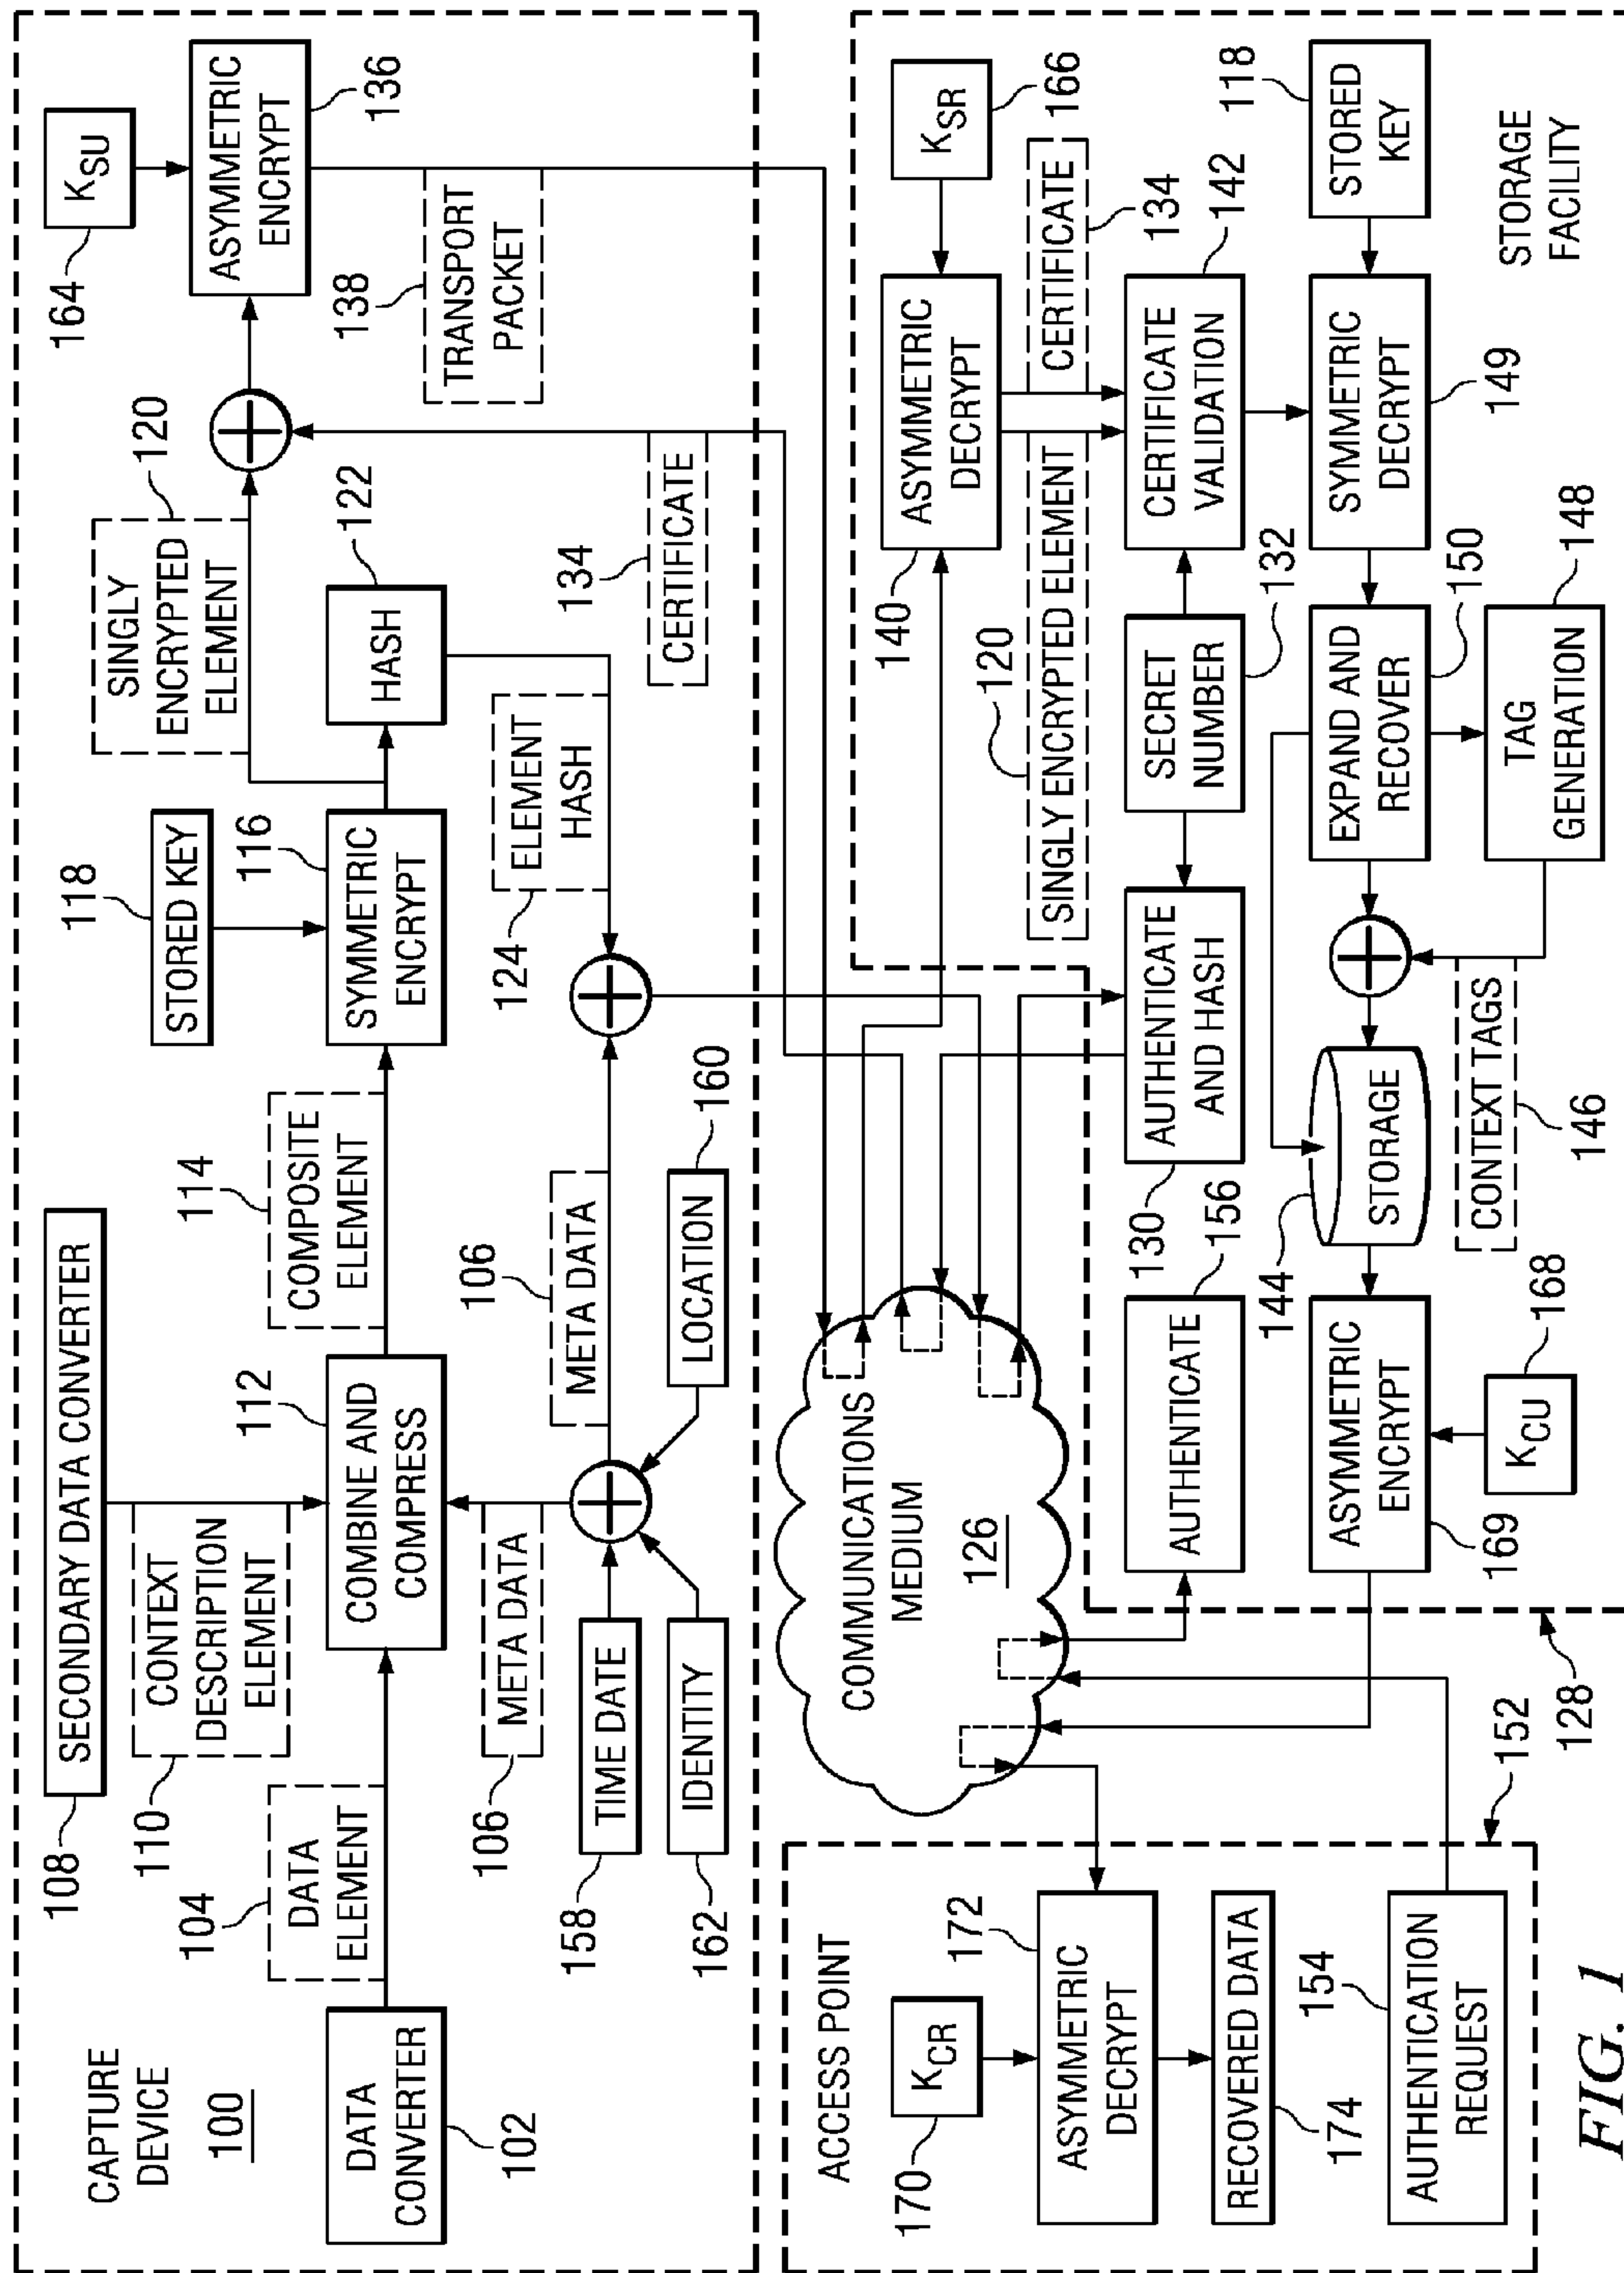 CAPTURE
DEVICE
100
DATA
CONVERTER
102
104
DATA
ELEMENT
108
SECONDARY DATA CONVERTER
110
CONTEXT
DESCRIPTION
ELEMENT
112
COMBINE AND
COMPRESS
106
META DATA
158
TIME DATE
162
IDENTITY
LOCATION
160
106
META DATA
114
COMPOSITE
ELEMENT
118
STORED KEY
116
SYMMETRIC
ENCRYPT
124
ELEMENT
HASH
HASH
122
SINGLY
ENCRYPTED
ELEMENT
120
134
CERTIFICATE
164
KSU
ASYMMETRIC
ENCRYPT
136
138
TRANSPORT
PACKET
ACCESS POINT
170
KCR
172
ASYMMETRIC
DECRYPT
RECOVERED DATA
174
154
AUTHENTICATION
REQUEST
152
COMMUNICATIONS
MEDIUM
126
128
AUTHENTICATE
156
130
AUTHENTICATE
AND HASH
140
ASYMMETRIC
DECRYPT
KSR
166
120
SINGLY ENCRYPTED ELEMENT
CERTIFICATE
134
SECRET
NUMBER
132
CERTIFICATE
VALIDATION
142
169
ASYMMETRIC
ENCRYPT
KCU
168
144
STORAGE
CONTEXT TAGS
146
EXPAND AND
RECOVER
150
TAG
GENERATION
148
SYMMETRIC
DECRYPT
149
STORED
KEY
118
STORAGE
FACILITY
FIG. 1